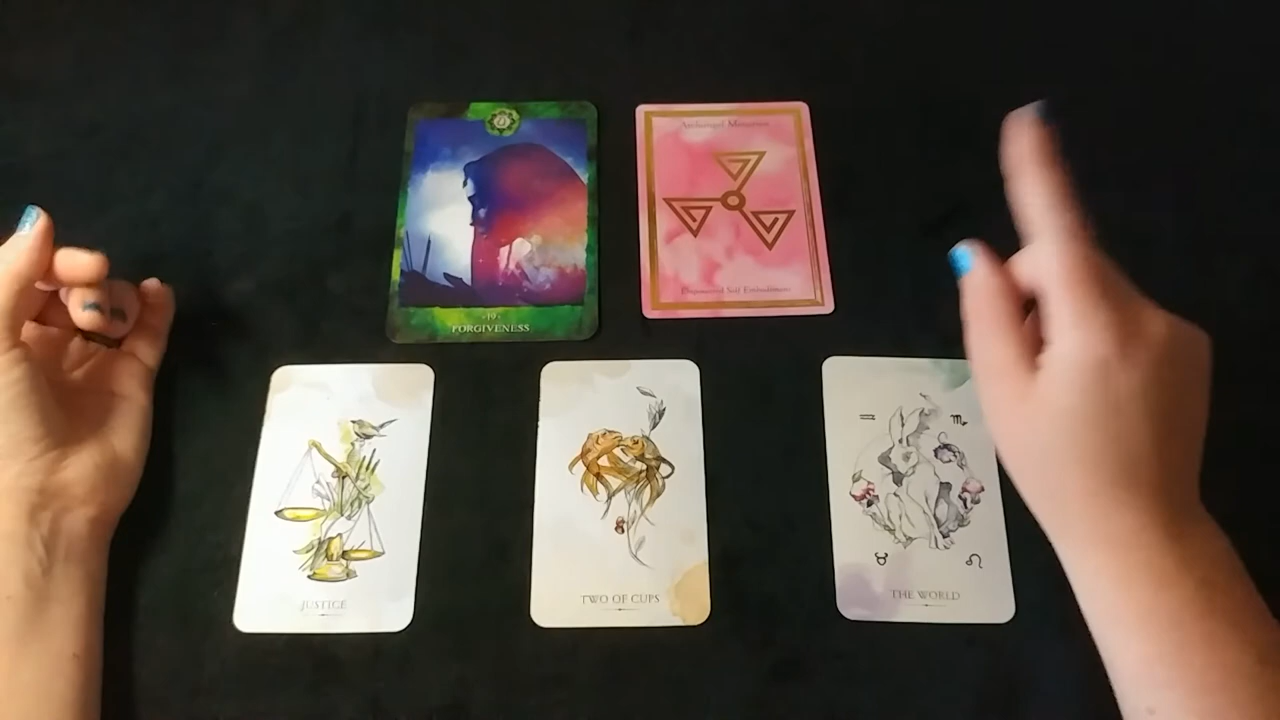 · 19 ·
FORGIVENESS
Archangel Metatron
Empowered Self Embodiment
JUSTICE
TWO OF CUPS
THE WORLD